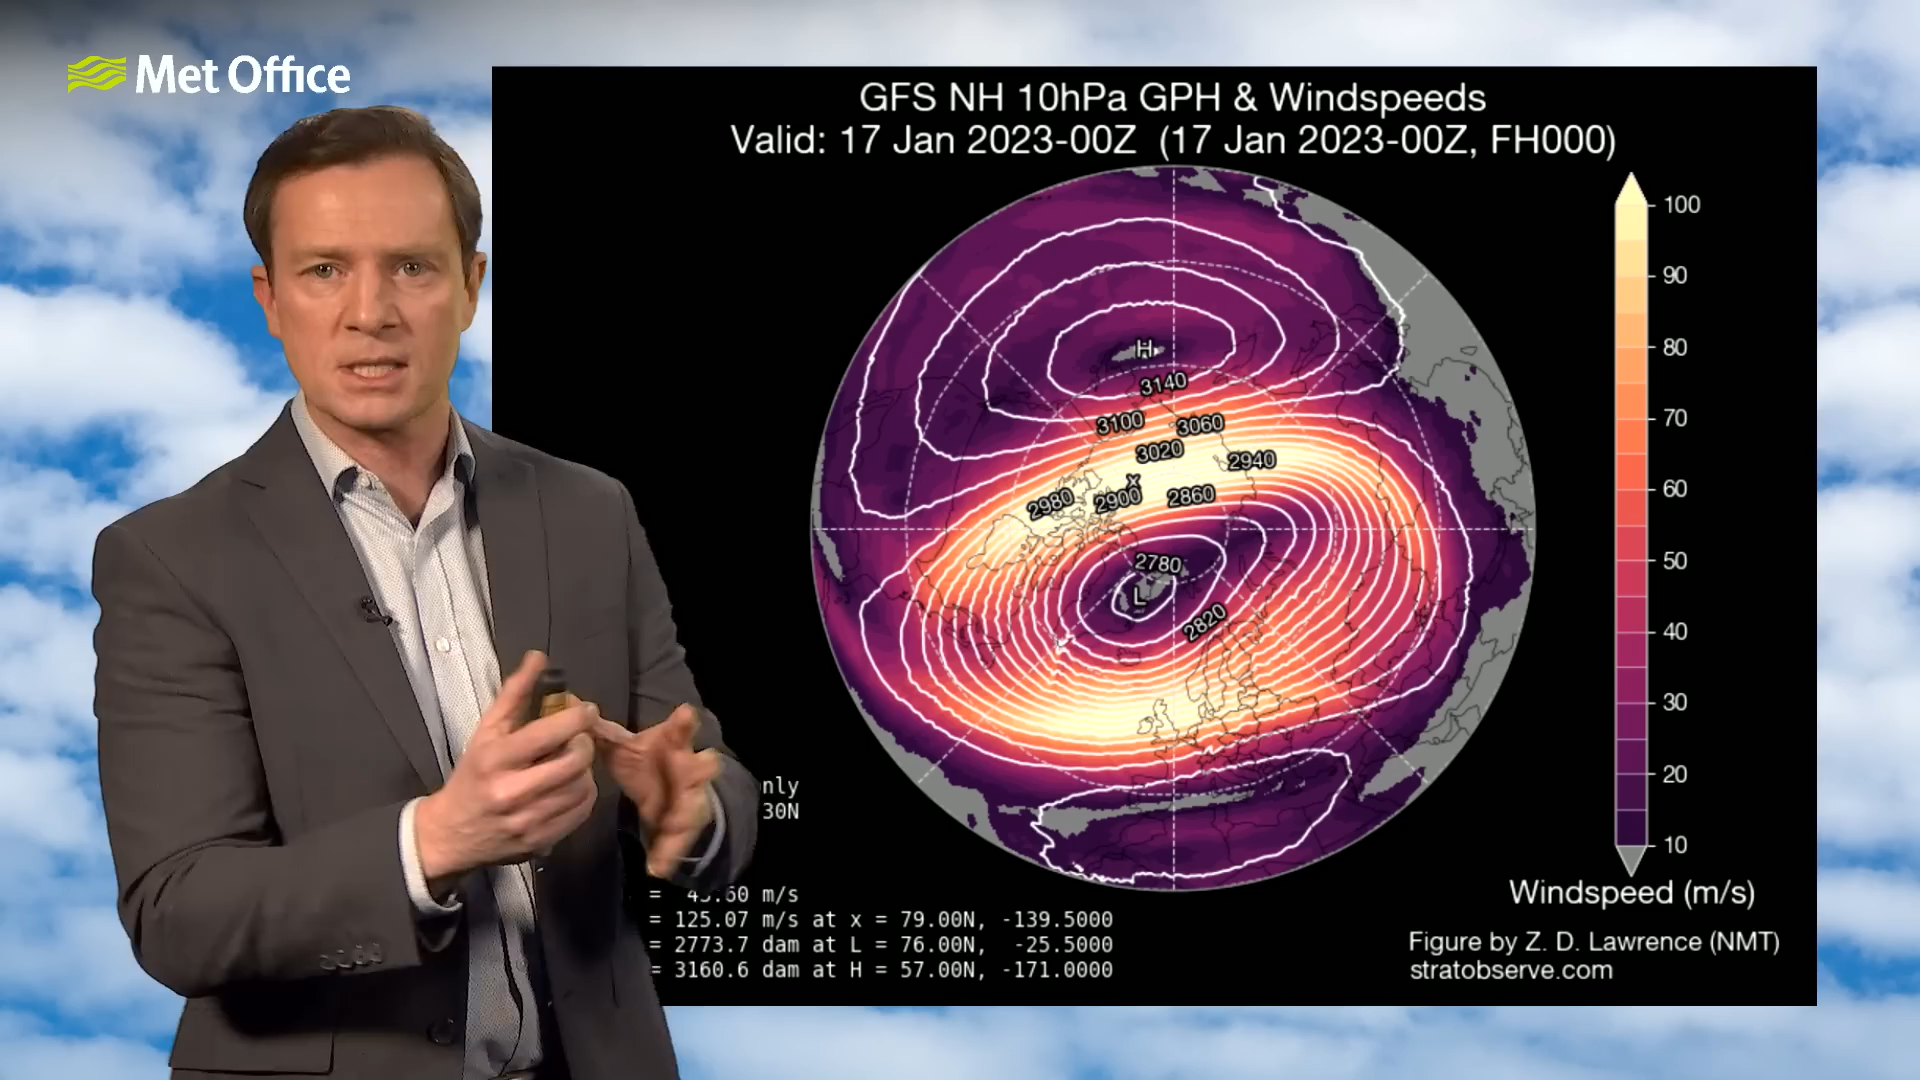 Met Office
GFS NH 10hPa GPH & Windspeeds
Valid: 17 Jan 2023-00Z (17 Jan 2023-00Z, FH000)
100
90
80
70
60
50
40
30
20
10
Windspeed (m/s)
H
3140
3100
3060
3020
2940
x
2980
2900
2860
2780
L
2820
30N
m/s
= 125.07 m/s at x = 79.00N, -139.5000
= 2773.7 dam at L = 76.00N, -25.5000
= 3160.6 dam at H = 57.00N, -171.0000
Figure by Z. D. Lawrence (NMT)
stratobserve.com